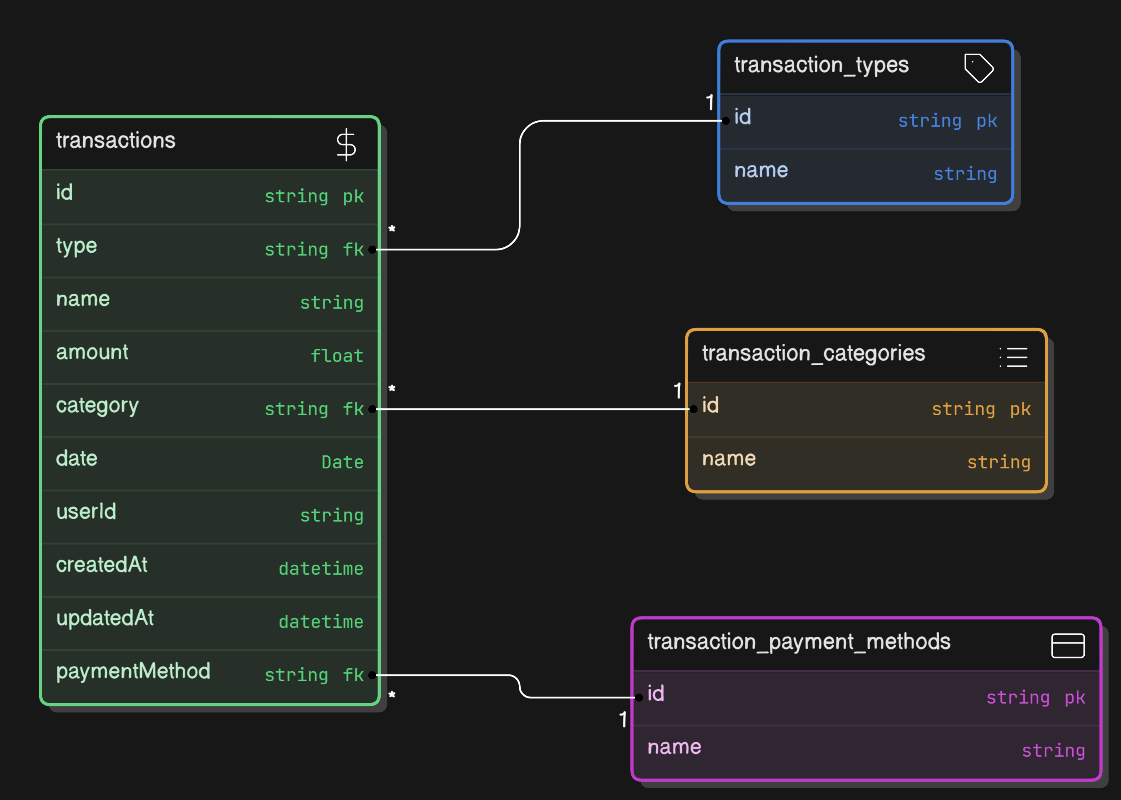 transactions
$
id string pk
type string fk
name string
amount float
category string fk
date Date
userId string
createdAt datetime
updatedAt datetime
paymentMethod string fk
*
*
*
transaction_types
1
id string pk
name string
transaction_categories
1
id string pk
name string
transaction_payment_methods
id string pk
1
name string